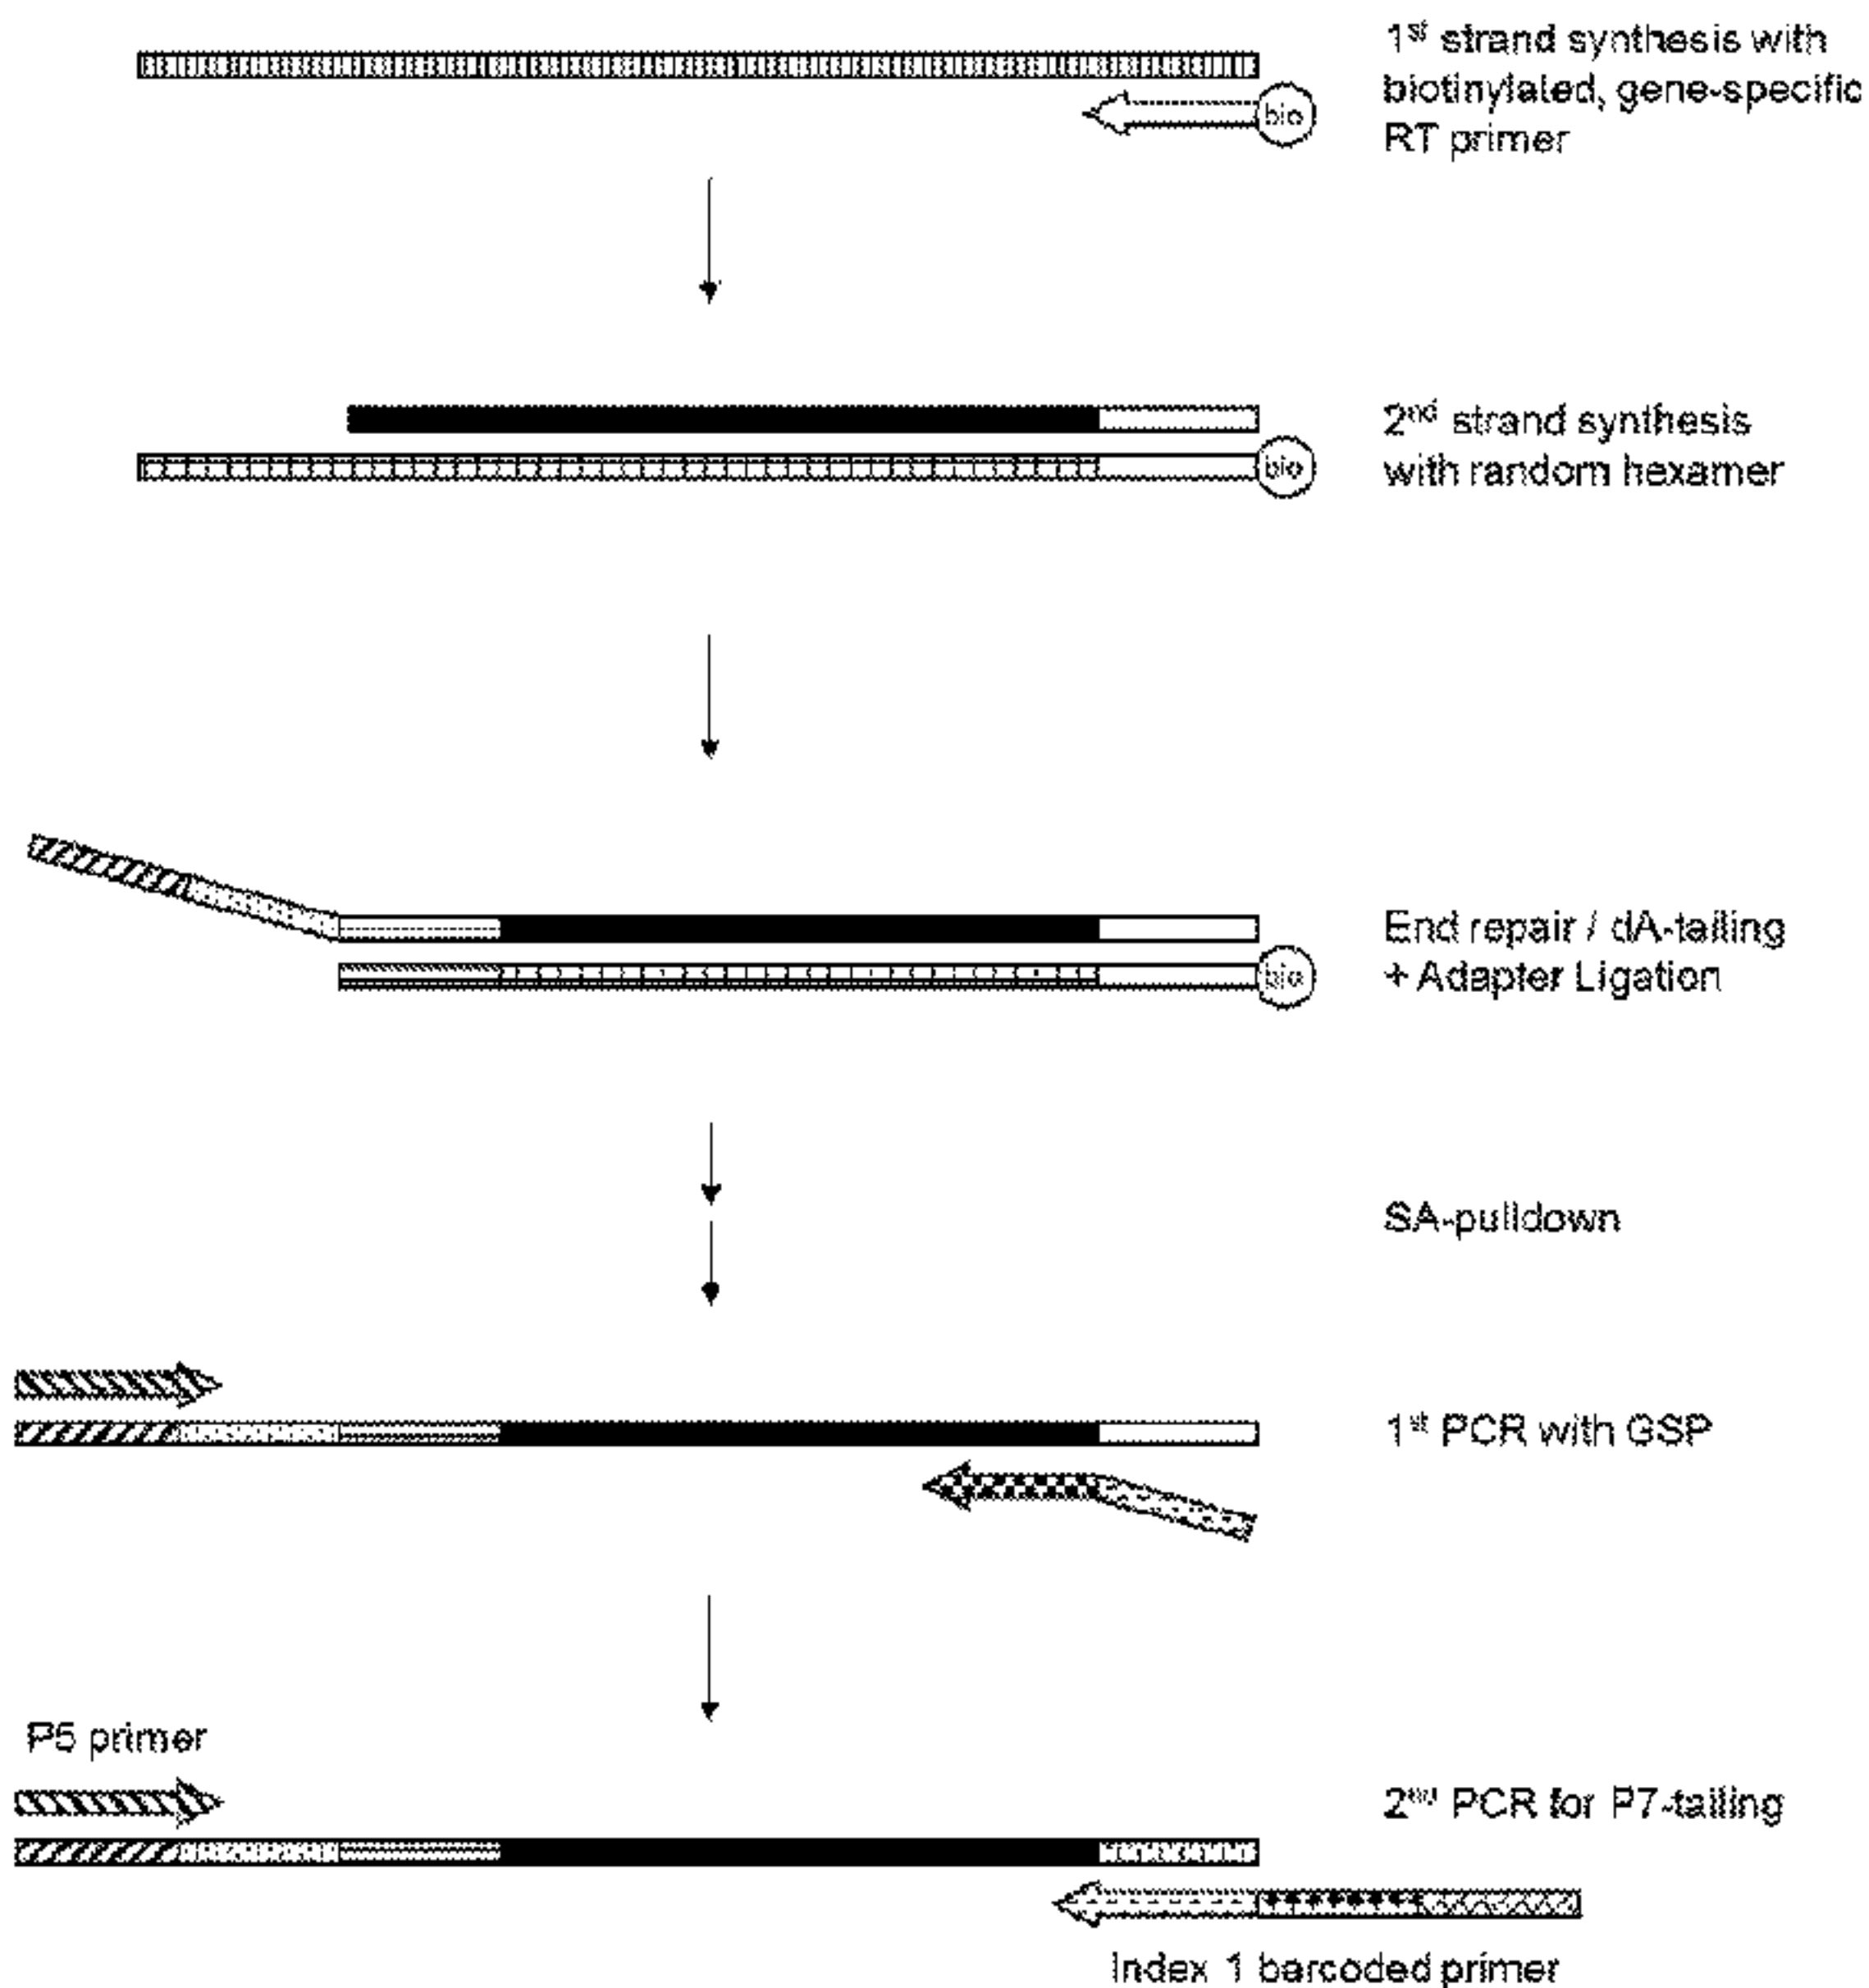 1st strand synthesis with
biotinylated, gene-specific
RT primer
bio
2nd strand synthesis
with random hexamer
bio
End repair / dA-tailing
+ Adapter Ligation
bio
SA-pulldown
1st PCR with GSP
P5 primer
2nd PCR for P7-tailing
Index 1 barcoded primer